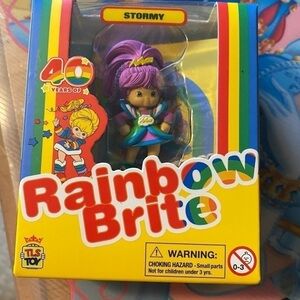 STORMY
40
YEARS OF
Rainbow
Brite
TLS
TOY
WARNING:
CHOKING HAZARD - Small parts
Not for children under 3 yrs.
0-3